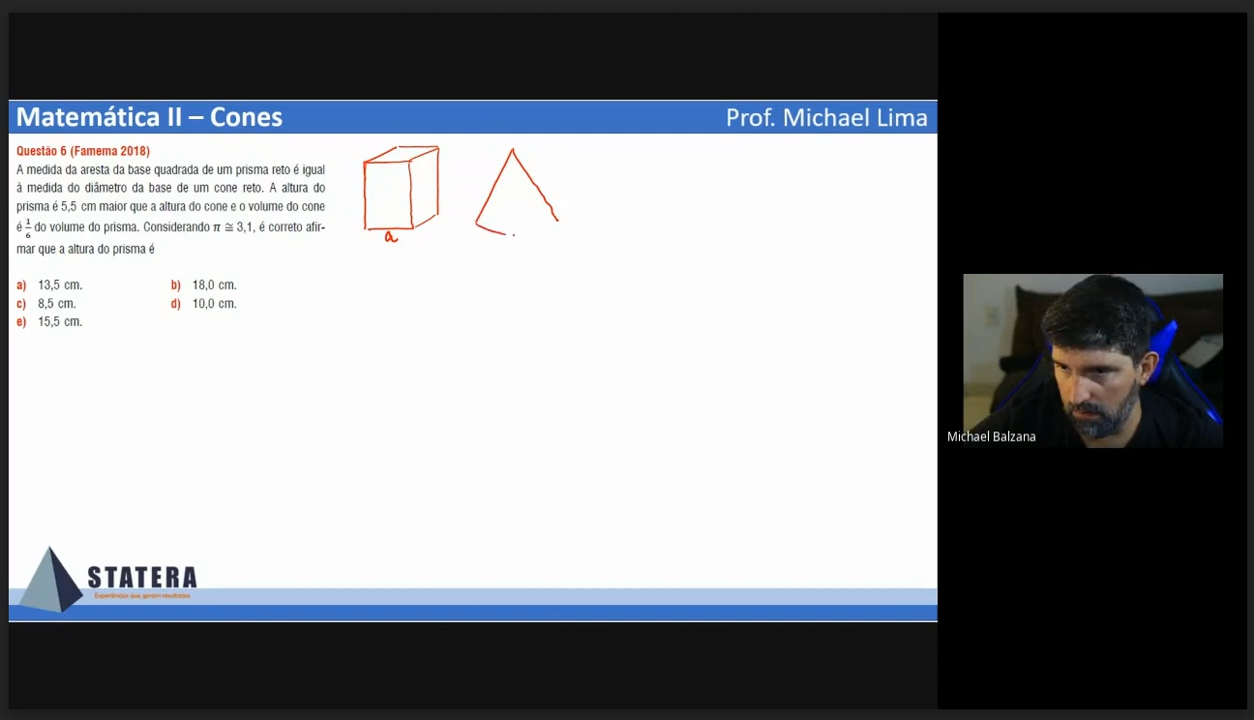 Matemática II – Cones
Prof. Michael Lima
Questão 6 (Famema 2018)
A medida da aresta da base quadrada de um prisma reto é igual
à medida do diâmetro da base de um cone reto. A altura do
prisma é 5,5 cm maior que a altura do cone e o volume do cone
é 1/6 do volume do prisma. Considerando π ≅ 3,1, é correto afir-
mar que a altura do prisma é
a) 13,5 cm.
b) 18,0 cm.
c) 8,5 cm.
d) 10,0 cm.
e) 15,5 cm.
a
Michael Balzana
STATERA
Experiências que geram resultados